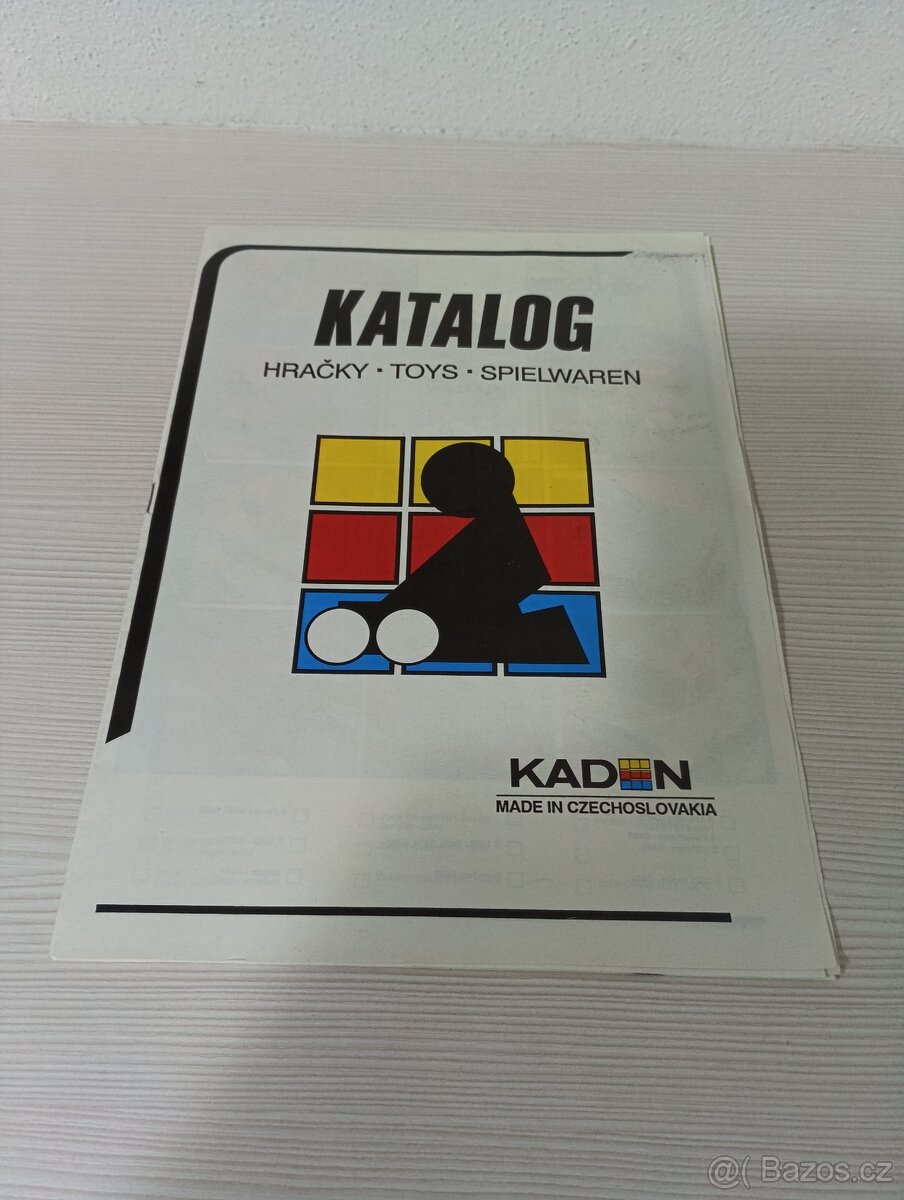 KATALOG
HRAČKY · TOYS · SPIELWAREN
KADEN
MADE IN CZECHOSLOVAKIA
@( Bazos.cz